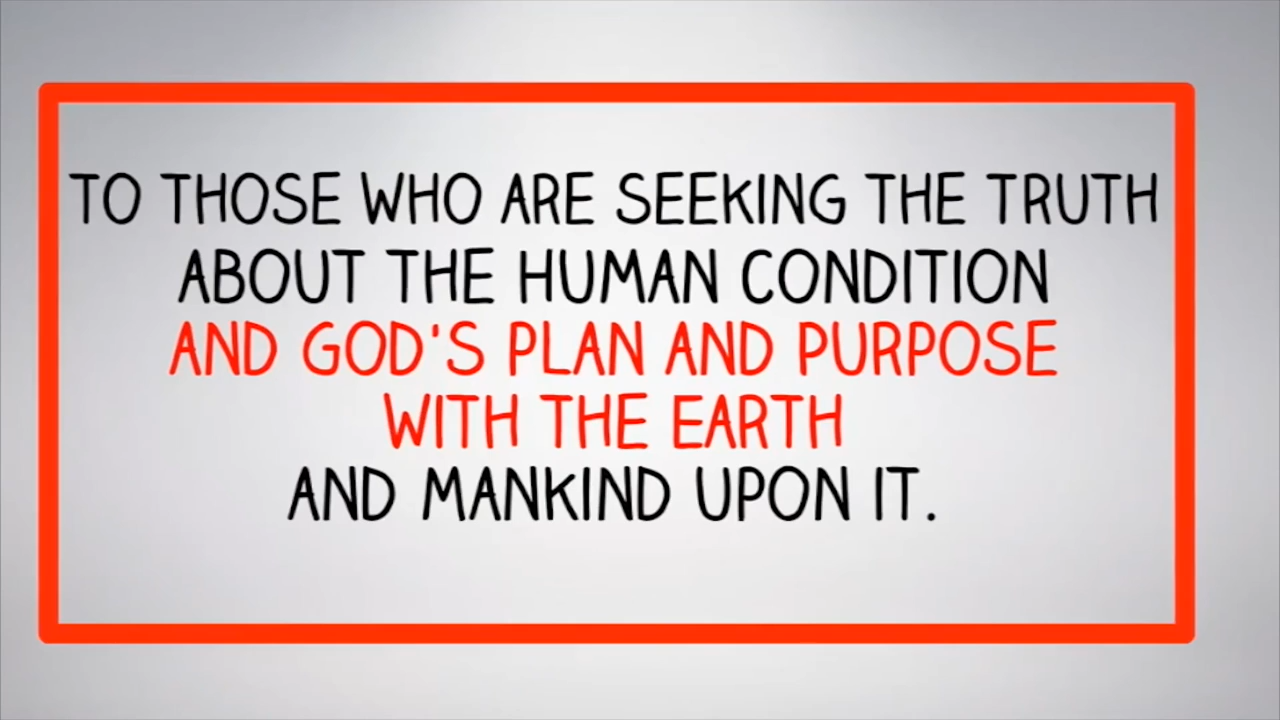 TO THOSE WHO ARE SEEKING THE TRUTH
ABOUT THE HUMAN CONDITION
AND GOD'S PLAN AND PURPOSE
WITH THE EARTH
AND MANKIND UPON IT.